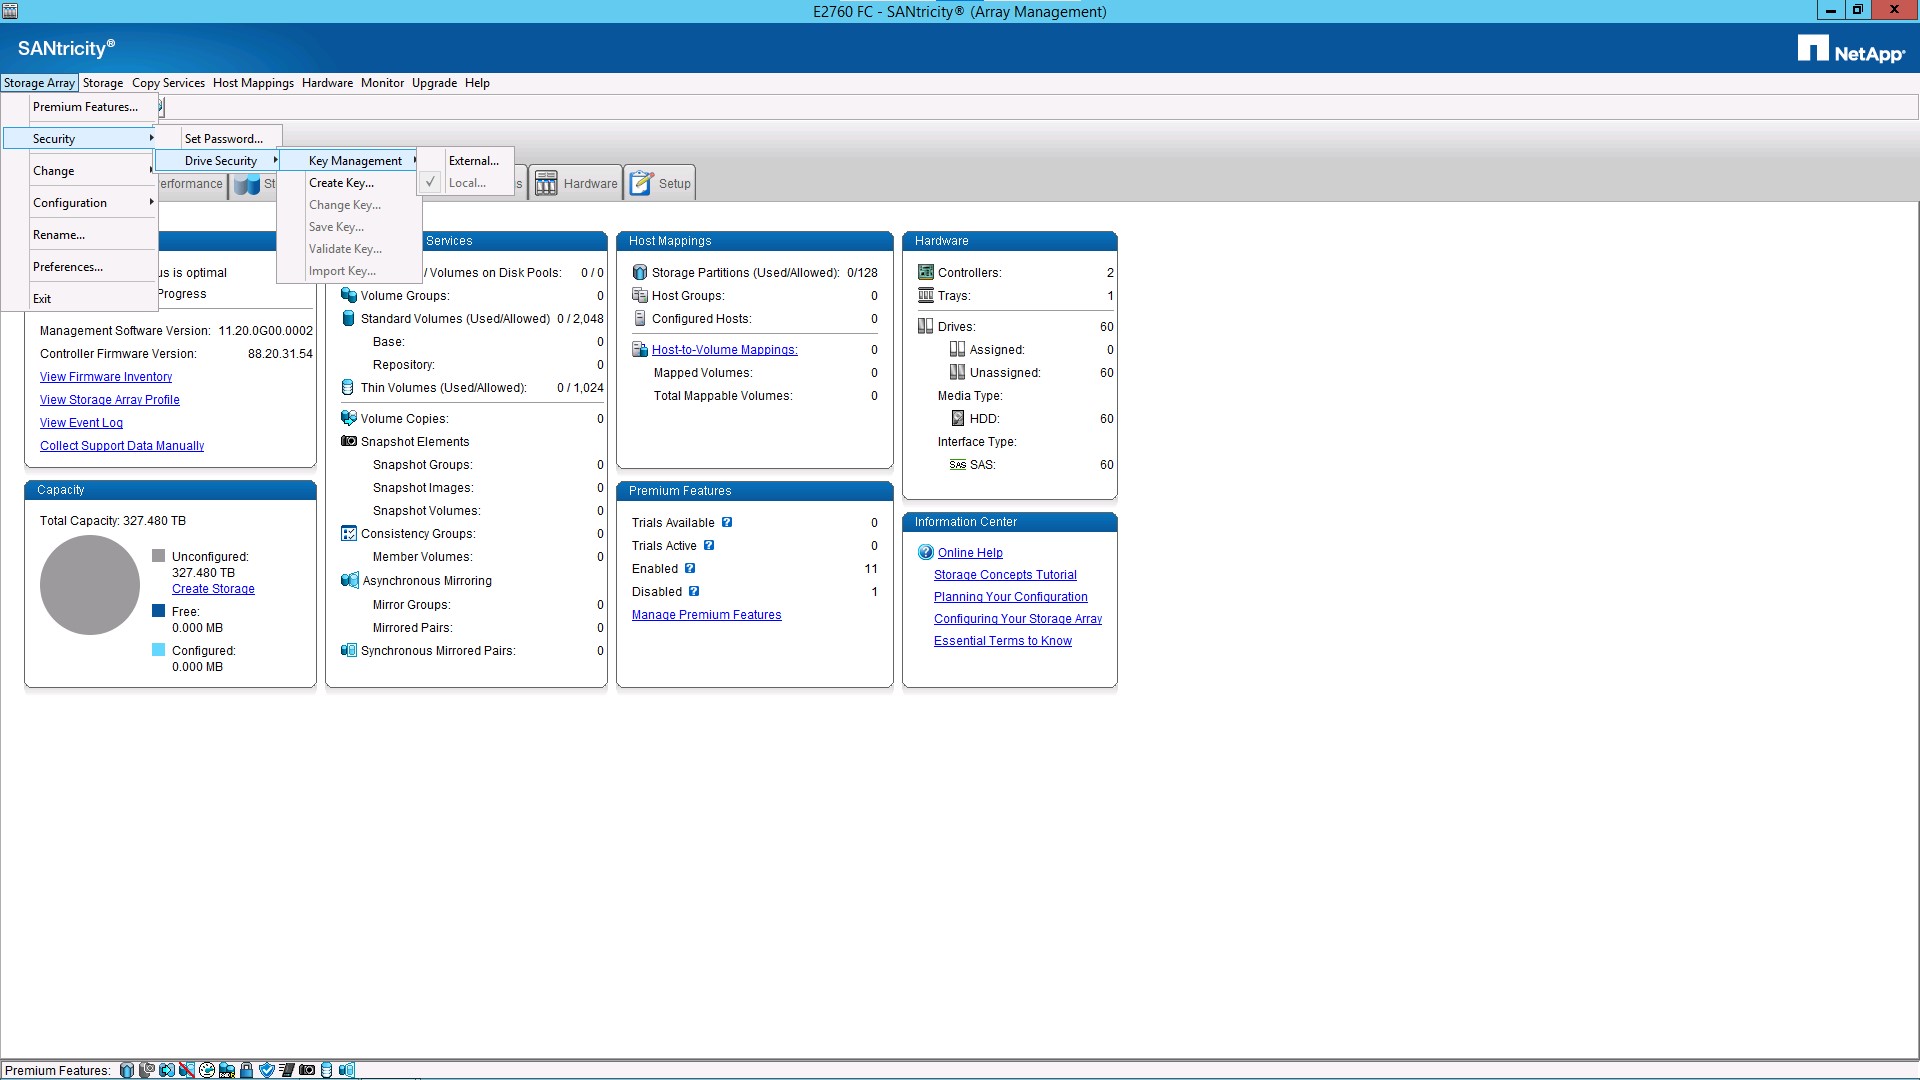 E2760 FC - SANtricity® (Array Management)
SANtricity®
NetApp®
Storage Array Storage Copy Services Host Mappings Hardware Monitor Upgrade Help
Premium Features...
Security
Change
Configuration
Rename...
Preferences...
Exit
Set Password...
Drive Security
Key Management
Create Key...
Change Key...
Save Key...
Validate Key...
Import Key...
External...
Local...
Hardware
Setup
us is optimal
Progress
Management Software Version: 11.20.0G00.0002
Controller Firmware Version: 88.20.31.54
View Firmware Inventory
View Storage Array Profile
View Event Log
Collect Support Data Manually
Capacity
Total Capacity: 327.480 TB
Unconfigured:
327.480 TB
Create Storage
Free:
0.000 MB
Configured:
0.000 MB
Services
/ Volumes on Disk Pools: 0 / 0
Volume Groups: 0
Standard Volumes (Used/Allowed) 0 / 2,048
Base: 0
Repository: 0
Thin Volumes (Used/Allowed): 0 / 1,024
Volume Copies: 0
Snapshot Elements
Snapshot Groups: 0
Snapshot Images: 0
Snapshot Volumes: 0
Consistency Groups: 0
Member Volumes: 0
Asynchronous Mirroring
Mirror Groups: 0
Mirrored Pairs: 0
Synchronous Mirrored Pairs: 0
Host Mappings
Storage Partitions (Used/Allowed): 0/128
Host Groups: 0
Configured Hosts: 0
Host-to-Volume Mappings: 0
Mapped Volumes: 0
Total Mappable Volumes: 0
Premium Features
Trials Available 0
Trials Active 0
Enabled 11
Disabled 1
Manage Premium Features
Hardware
Controllers: 2
Trays: 1
Drives: 60
Assigned: 0
Unassigned: 60
Media Type:
HDD: 60
Interface Type:
SAS SAS: 60
Information Center
Online Help
Storage Concepts Tutorial
Planning Your Configuration
Configuring Your Storage Array
Essential Terms to Know
Premium Features: